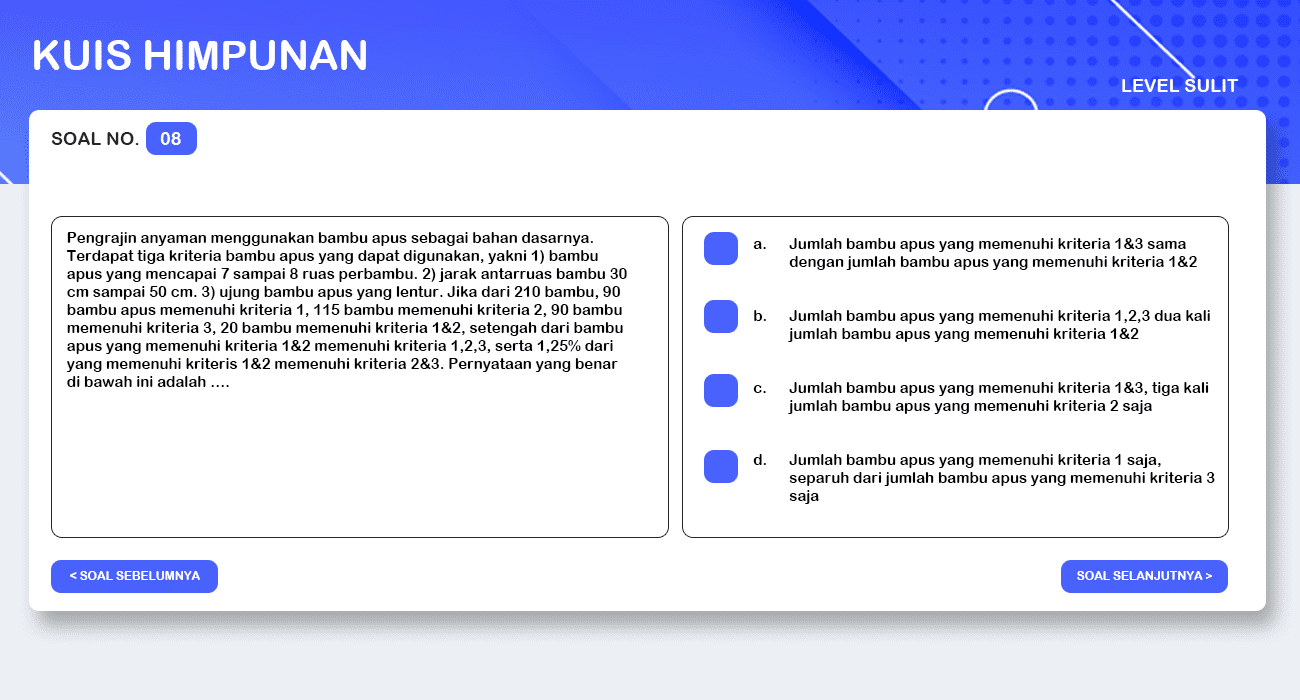 KUIS HIMPUNAN
LEVEL SULIT
SOAL NO. 08
Pengrajin anyaman menggunakan bambu apus sebagai bahan dasarnya.
Terdapat tiga kriteria bambu apus yang dapat digunakan, yakni 1) bambu
apus yang mencapai 7 sampai 8 ruas perbambu. 2) jarak antarruas bambu 30
cm sampai 50 cm. 3) ujung bambu apus yang lentur. Jika dari 210 bambu, 90
bambu apus memenuhi kriteria 1, 115 bambu memenuhi kriteria 2, 90 bambu
memenuhi kriteria 3, 20 bambu memenuhi kriteria 1&2, setengah dari bambu
apus yang memenuhi kriteria 1&2 memenuhi kriteria 1,2,3, serta 1,25% dari
yang memenuhi kriteris 1&2 memenuhi kriteria 2&3. Pernyataan yang benar
di bawah ini adalah ....
a. Jumlah bambu apus yang memenuhi kriteria 1&3 sama
dengan jumlah bambu apus yang memenuhi kriteria 1&2
b. Jumlah bambu apus yang memenuhi kriteria 1,2,3 dua kali
jumlah bambu apus yang memenuhi kriteria 1&2
c. Jumlah bambu apus yang memenuhi kriteria 1&3, tiga kali
jumlah bambu apus yang memenuhi kriteria 2 saja
d. Jumlah bambu apus yang memenuhi kriteria 1 saja,
separuh dari jumlah bambu apus yang memenuhi kriteria 3
saja
< SOAL SEBELUMNYA
SOAL SELANJUTNYA >